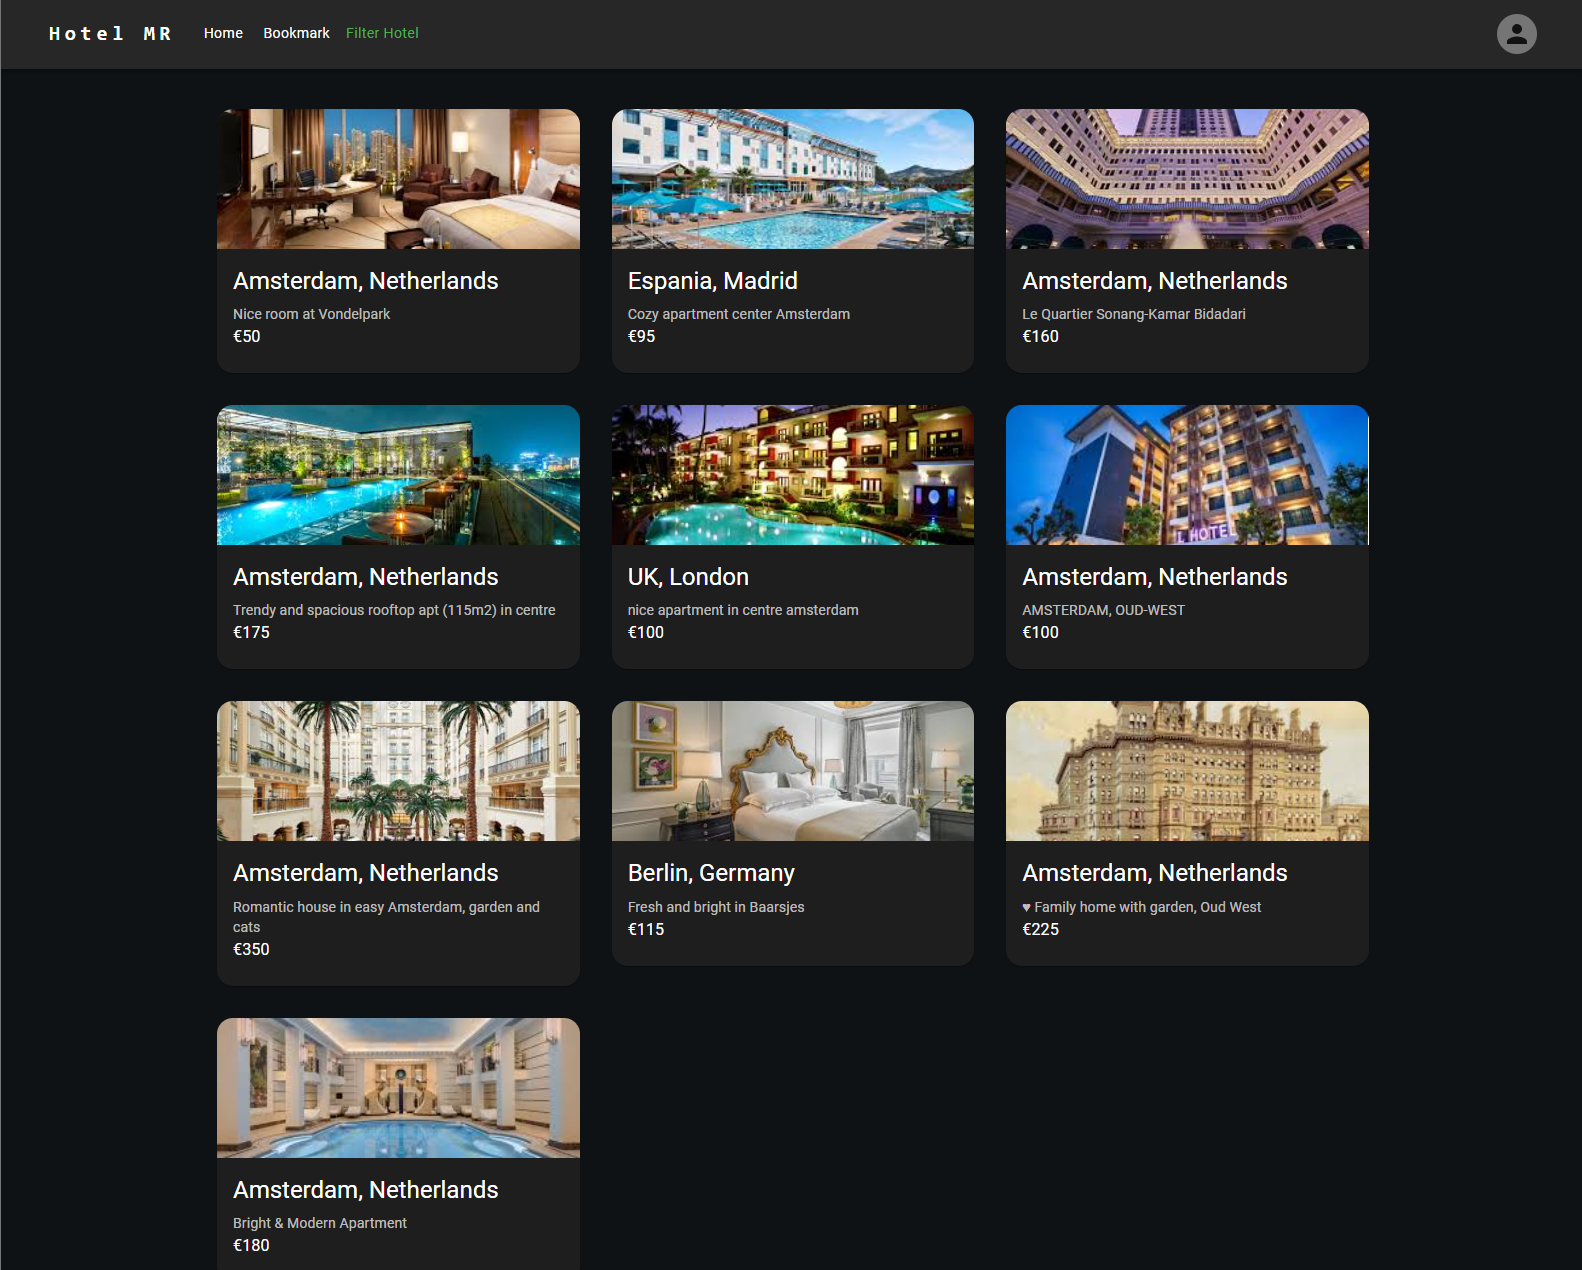 Hotel MR
Home
Bookmark
Filter Hotel
Amsterdam, Netherlands
Nice room at Vondelpark
€50
Espania, Madrid
Cozy apartment center Amsterdam
€95
Amsterdam, Netherlands
Le Quartier Sonang-Kamar Bidadari
€160
Amsterdam, Netherlands
Trendy and spacious rooftop apt (115m2) in centre
€175
UK, London
nice apartment in centre amsterdam
€100
L HOTEL
Amsterdam, Netherlands
AMSTERDAM, OUD-WEST
€100
Amsterdam, Netherlands
Romantic house in easy Amsterdam, garden and
cats
€350
Berlin, Germany
Fresh and bright in Baarsjes
€115
Amsterdam, Netherlands
♥ Family home with garden, Oud West
€225
Amsterdam, Netherlands
Bright & Modern Apartment
€180